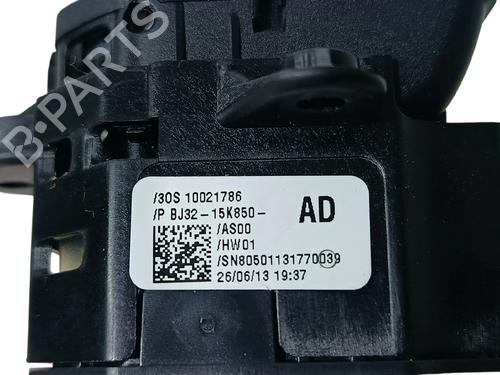 B-PARTS
/30S 10021786
/P BJ32-15K850-
AD
/AS00
/HW01
/SN80501131770039
26/06/13 19:37